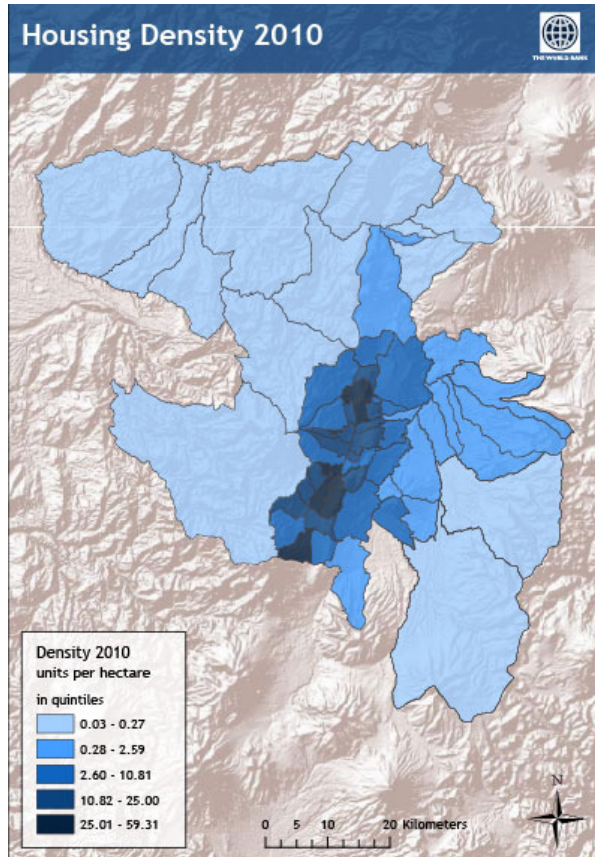 Housing Density 2010
THE WORLD BANK
Density 2010
units per hectare
in quintiles
0.03 - 0.27
0.28 - 2.59
2.60 - 10.81
10.82 - 25.00
25.01 - 59.31
N
0 5 10 20 Kilometers